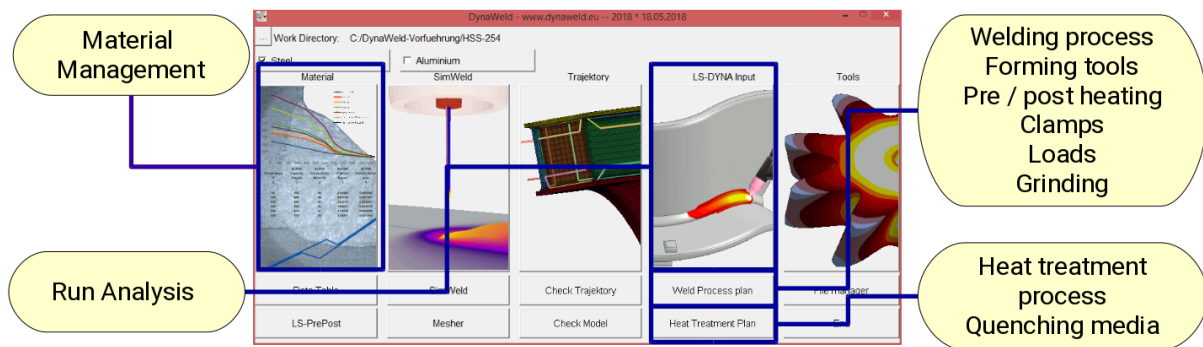 Material
Management
Run Analysis
DynaWeld - www.dynaweld.eu -- 2018 * 18.05.2018
... Work Directory: C:/DynaWeld-Vorfuehrung/HSS-254
Steel
Aluminium
Material
SimWeld
Trajektory
LS-DYNA Input
Tools
Data Table
SimWeld
Check Trajektory
Weld Process plan
File manager
LS-PrePost
Mesher
Check Model
Heat Treatment Plan
End
Welding process
Forming tools
Pre / post heating
Clamps
Loads
Grinding
Heat treatment
process
Quenching media